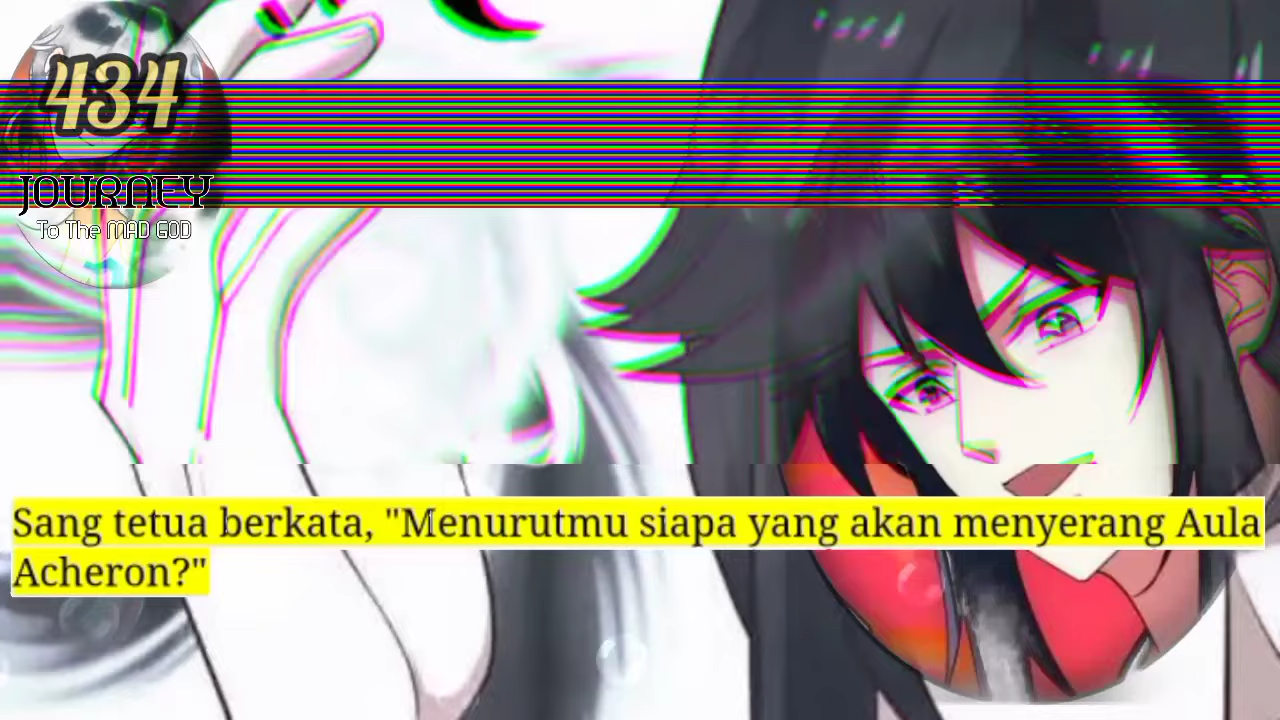 434
JOURNEY
To The MAD GOD
Sang tetua berkata, "Menurutmu siapa yang akan menyerang Aula
Acheron?"